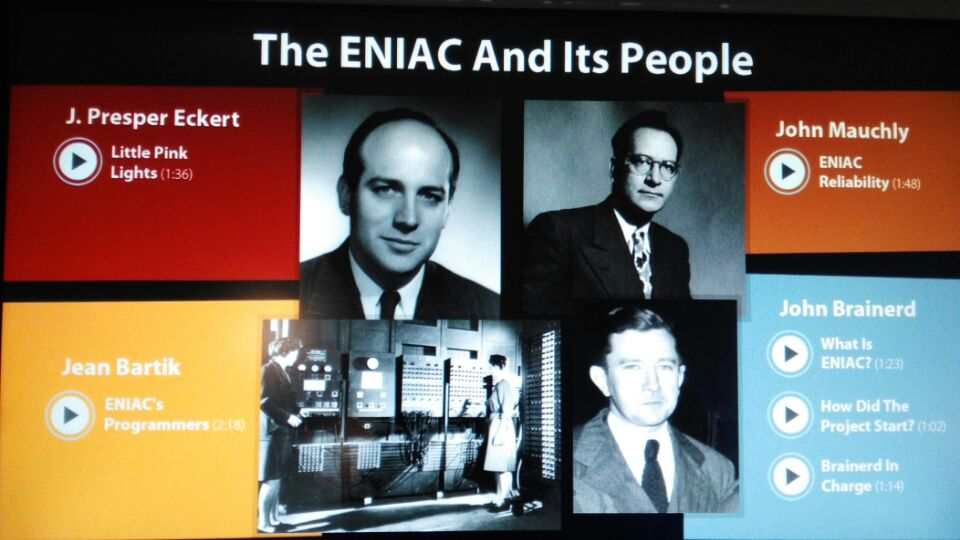 The ENIAC And Its People
J. Presper Eckert
Little Pink
Lights (1:36)
John Mauchly
ENIAC
Reliability (1:48)
Jean Bartik
ENIAC's
Programmers (2:18)
John Brainerd
What Is
ENIAC? (1:23)
How Did The
Project Start? (1:02)
Brainerd In
Charge (1:14)